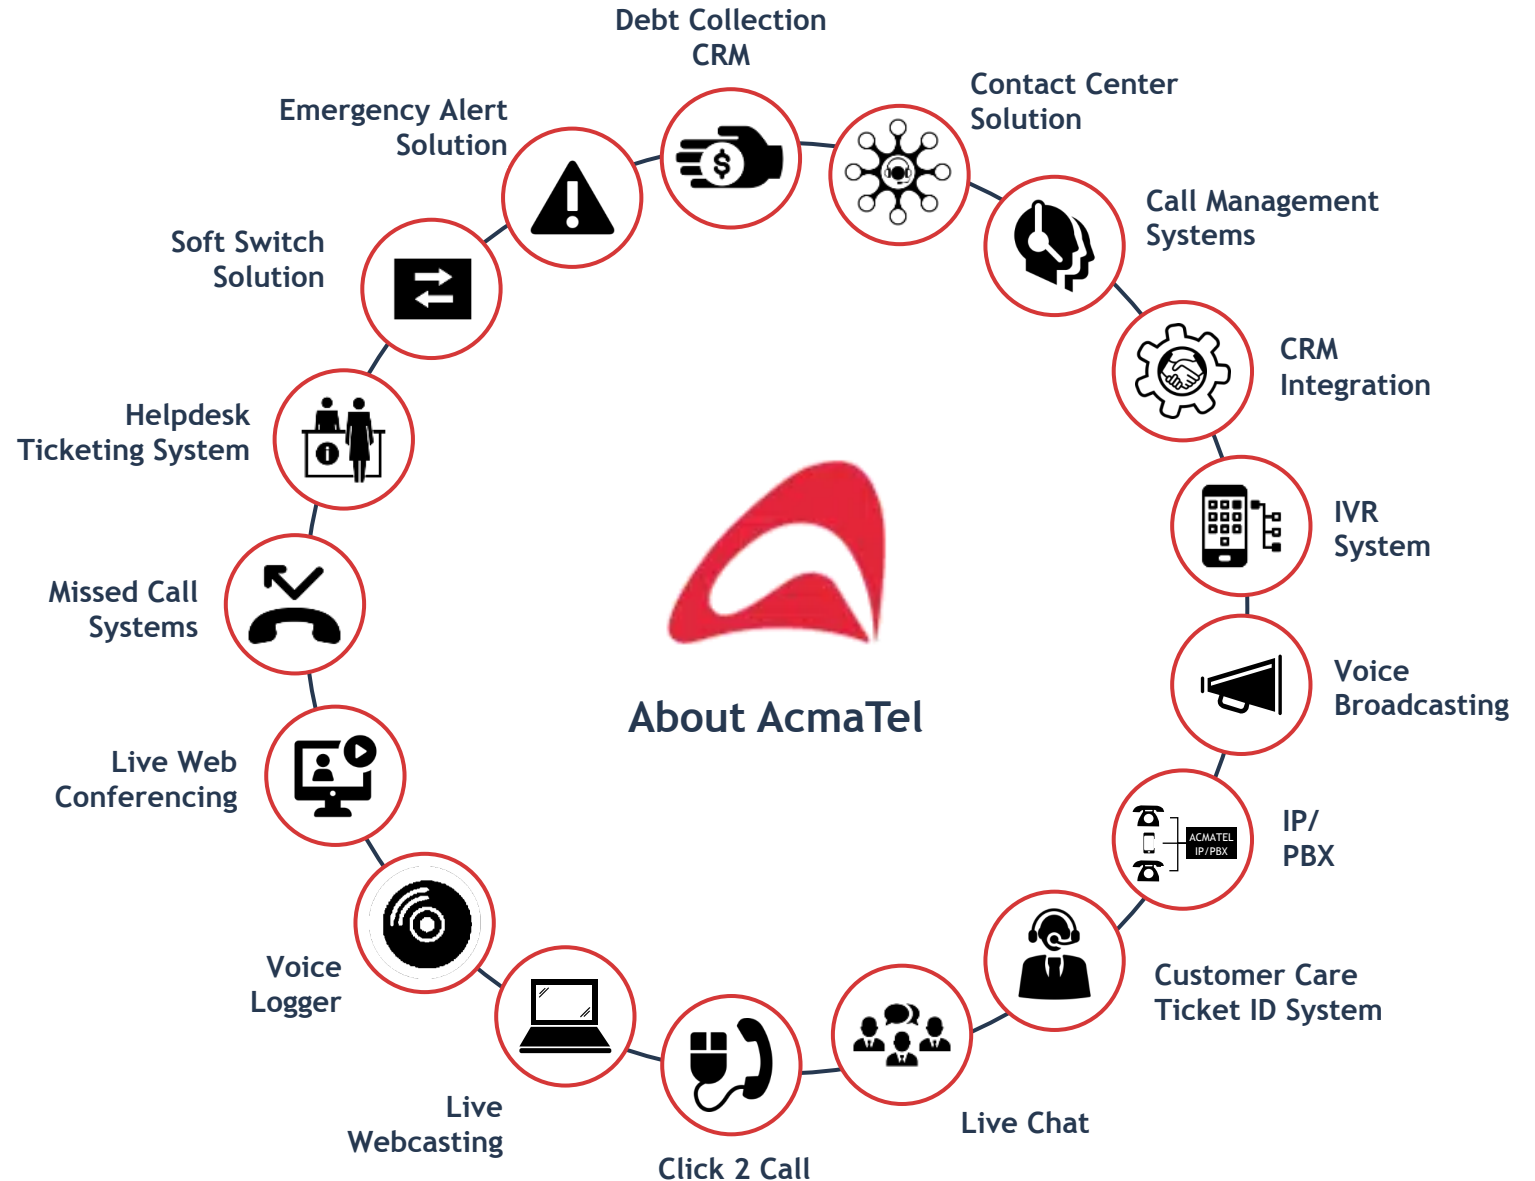 Debt Collection
CRM
Contact Center
Solution
Call Management
Systems
CRM
Integration
IVR
System
Voice
Broadcasting
IP/
PBX
ACMATEL
IP/PBX
Customer Care
Ticket ID System
Live Chat
Click 2 Call
Live
Webcasting
Voice
Logger
Live Web
Conferencing
Missed Call
Systems
Helpdesk
Ticketing System
i
Soft Switch
Solution
Emergency Alert
Solution
!
$
About AcmaTel